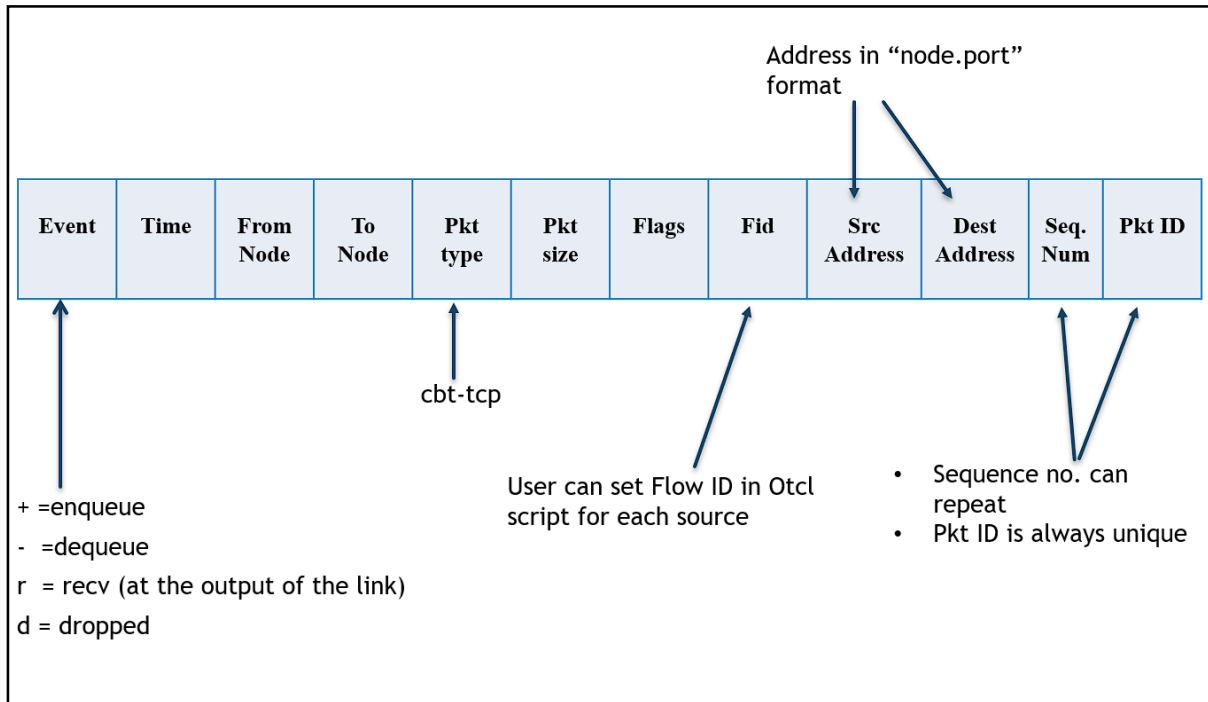 Address in “node.port”
format
Event
Time
From
Node
To
Node
Pkt
type
Pkt
size
Flags
Fid
Src
Address
Dest
Address
Seq.
Num
Pkt ID
cbt-tcp
User can set Flow ID in Otcl
script for each source
• Sequence no. can
repeat
• Pkt ID is always unique
+ =enqueue
- =dequeue
r = recv (at the output of the link)
d = dropped